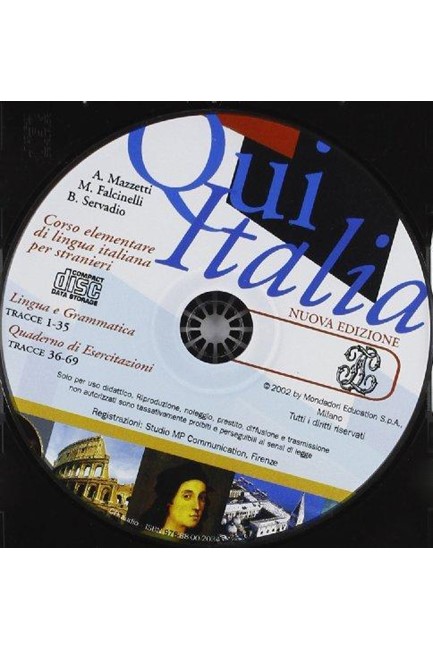 A. Mazzetti
M. Falcinelli
B. Servadio
Qui
Italia
Corso elementare
di lingua italiana
per stranieri
NUOVA EDIZIONE
COMPACT
disc
DATA STORAGE
Lingua e Grammatica
TRACCE 1-35
Quaderno di Esercitazioni
TRACCE 36-69
© 2002 by Mondadori Education S.p.A.,
Milano
Tutti i diritti riservati
Solo per uso didattico. Riproduzione, noleggio, prestito, diffusione e trasmissione
non autorizzati sono tassativamente proibiti e perseguibili ai sensi di legge
Registrazioni: Studio MP Communication, Firenze